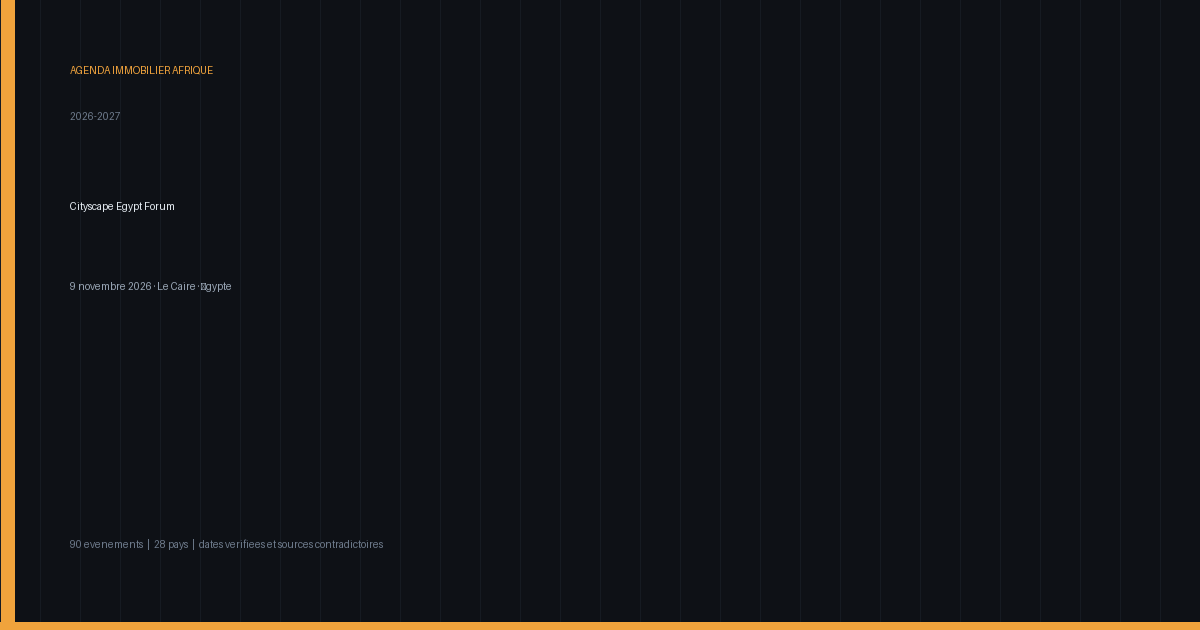 AGENDA IMMOBILIER AFRIQUE
2026-2027
Cityscape Egypt Forum
9 novembre 2026 · Le Caire · □gypte
90 evenements | 28 pays | dates verifiees et sources contradictoires